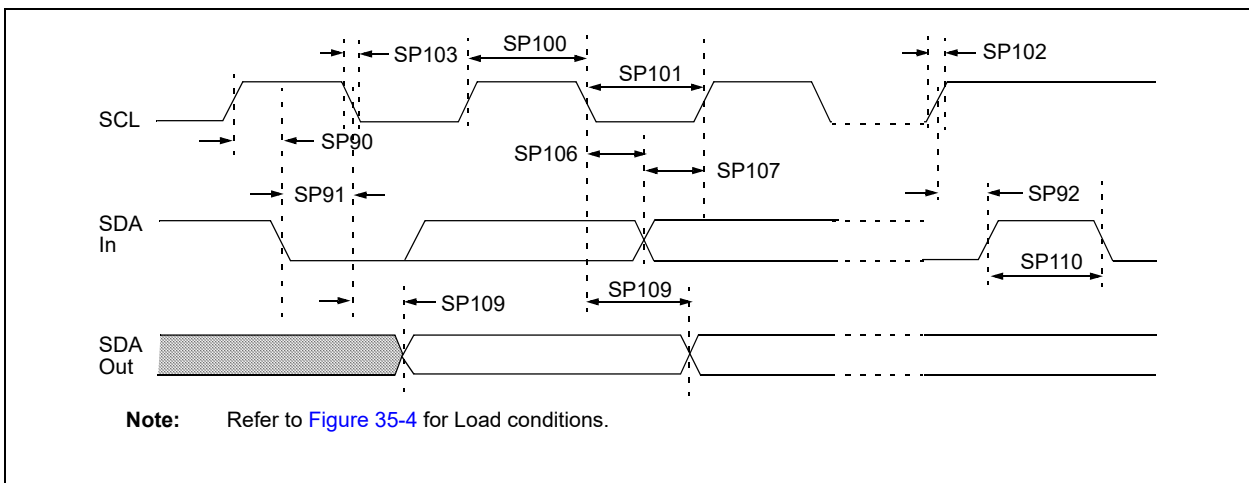 SP103
SP100
SP101
SP102
SCL
SP90
SP106
SP107
SP91
SP92
SDA
In
SP110
SP109
SP109
SDA
Out
Note: Refer to Figure 35-4 for Load conditions.